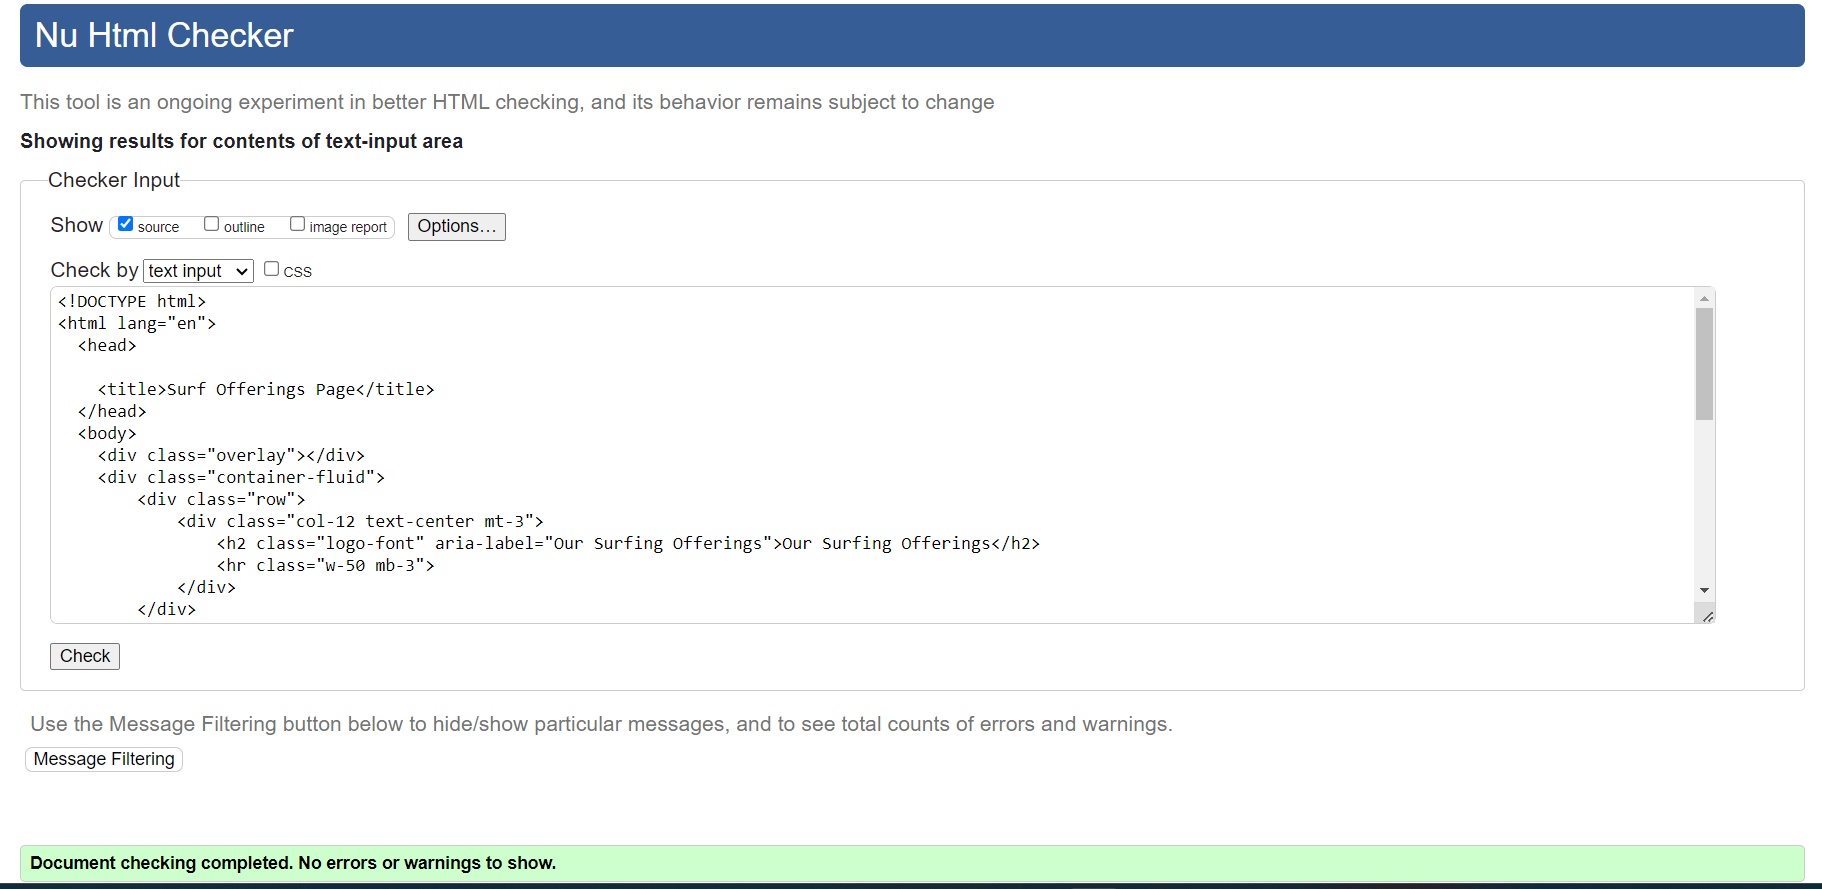 Nu Html Checker
This tool is an ongoing experiment in better HTML checking, and its behavior remains subject to change
Showing results for contents of text-input area
Checker Input
Show source outline image report Options...
Check by text input css
<!DOCTYPE html>
<html lang="en">
  <head>
    <title>Surf Offerings Page</title>
  </head>
  <body>
    <div class="overlay"></div>
    <div class="container-fluid">
        <div class="row">
            <div class="col-12 text-center mt-3">
                <h2 class="logo-font" aria-label="Our Surfing Offerings">Our Surfing Offerings</h2>
                <hr class="w-50 mb-3">
            </div>
        </div>
Check
Use the Message Filtering button below to hide/show particular messages, and to see total counts of errors and warnings.
Message Filtering
Document checking completed. No errors or warnings to show.